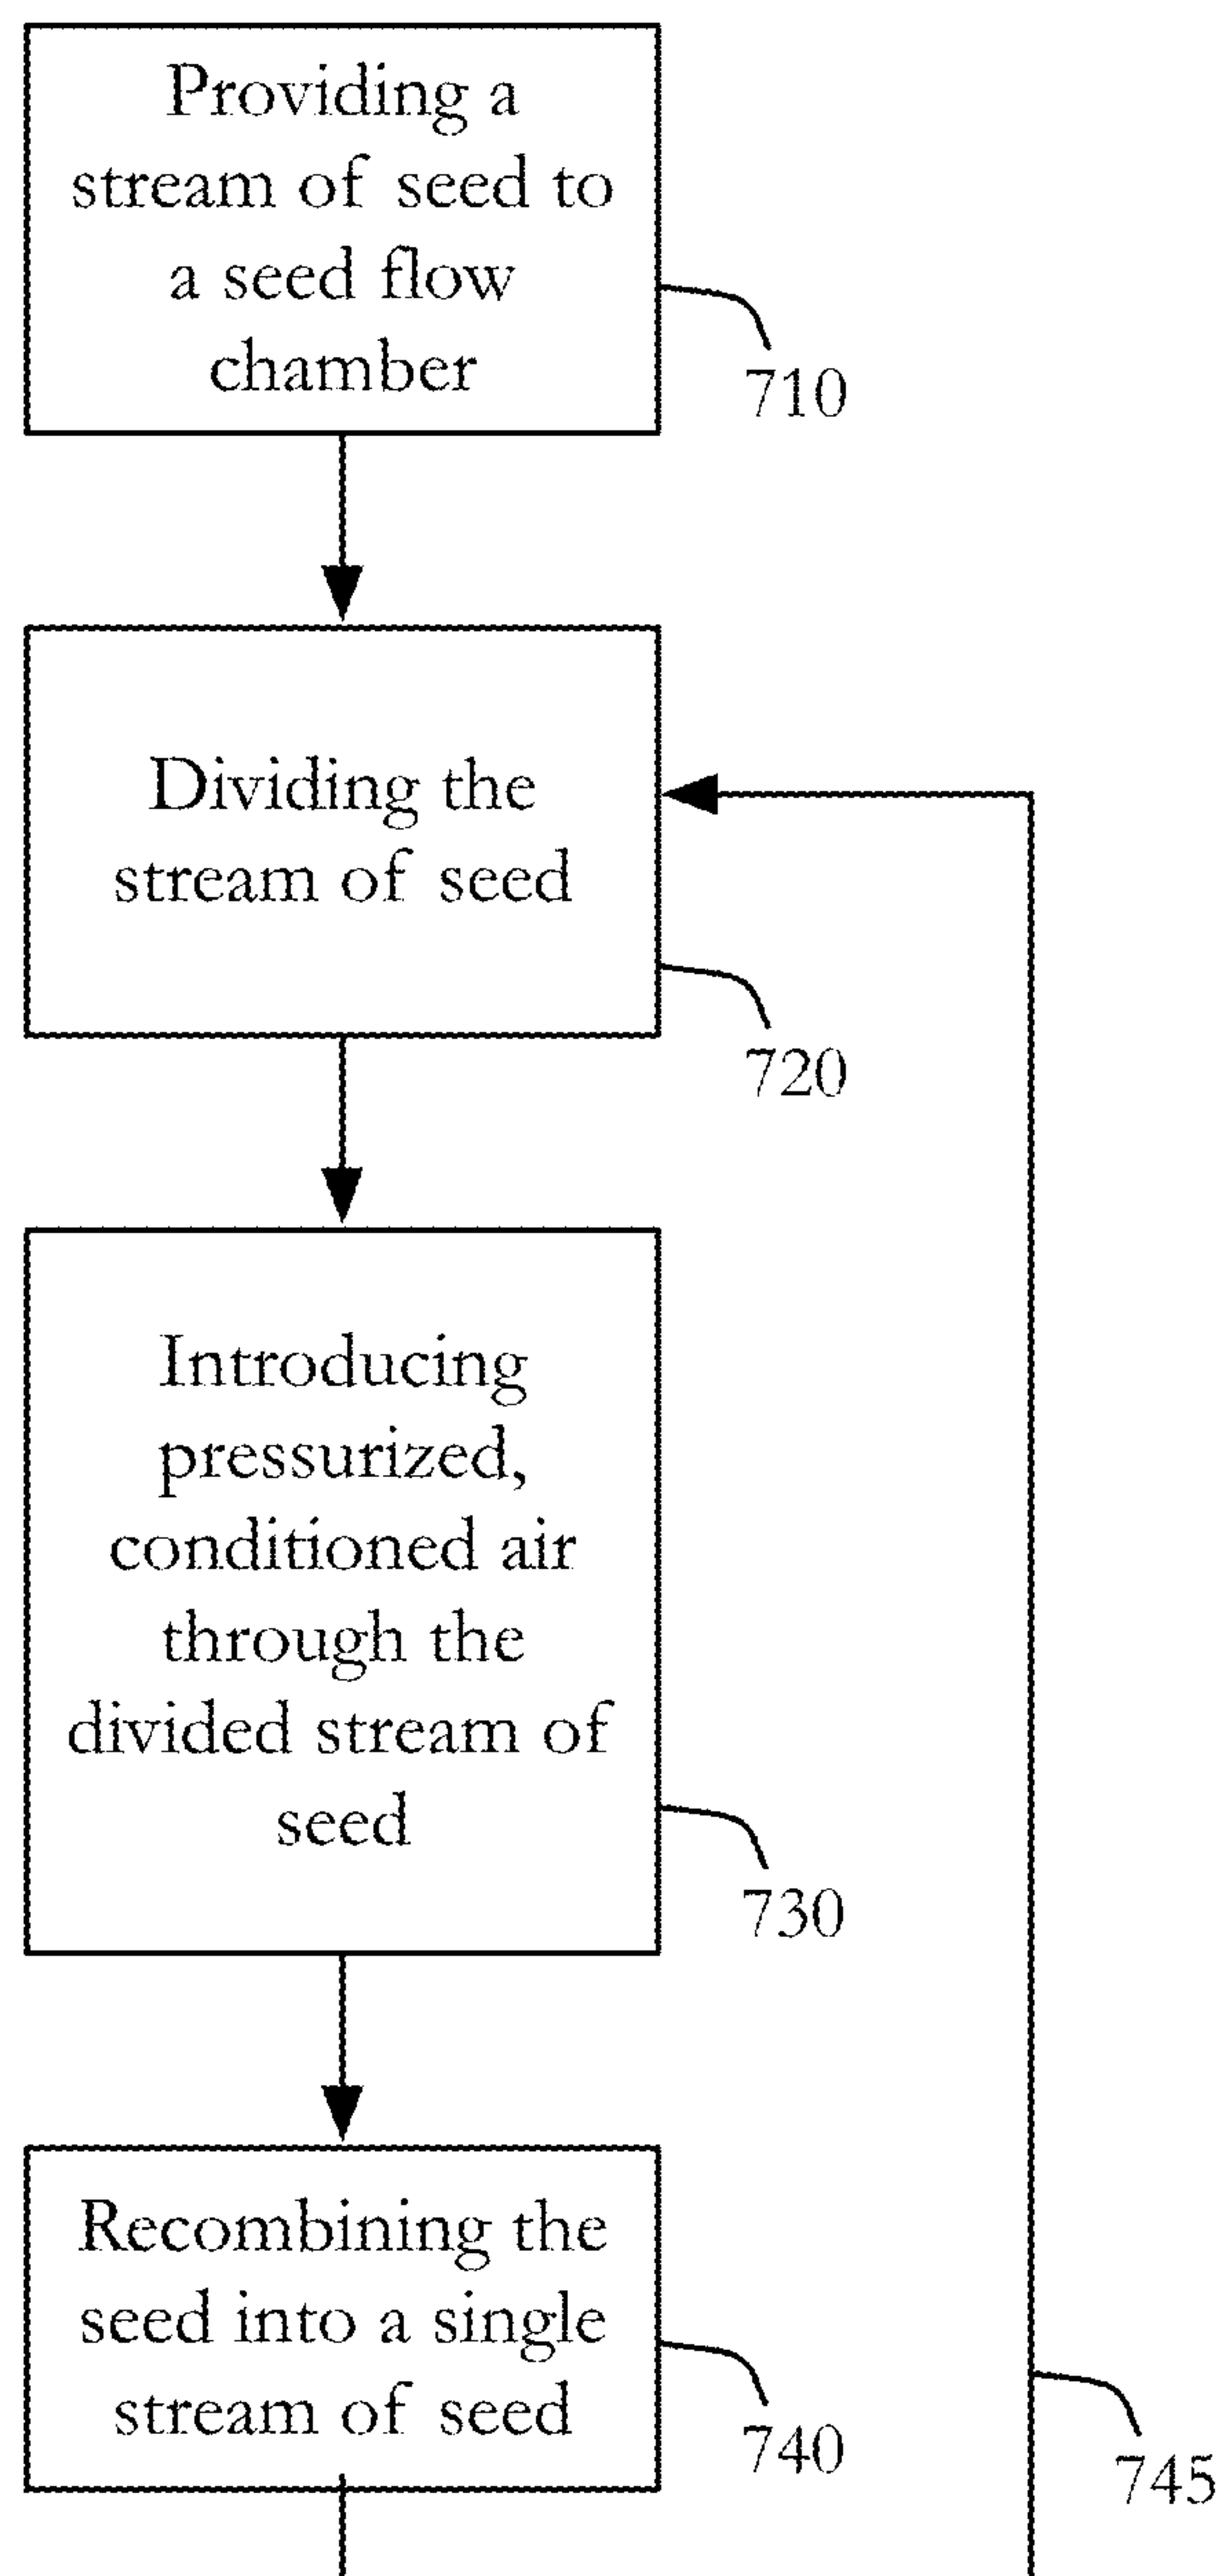 Providing a
stream of seed to
a seed flow
chamber
710
Dividing the
stream of seed
720
Introducing
pressurized,
conditioned air
through the
divided stream of
seed
730
Recombining the
seed into a single
stream of seed
740
745